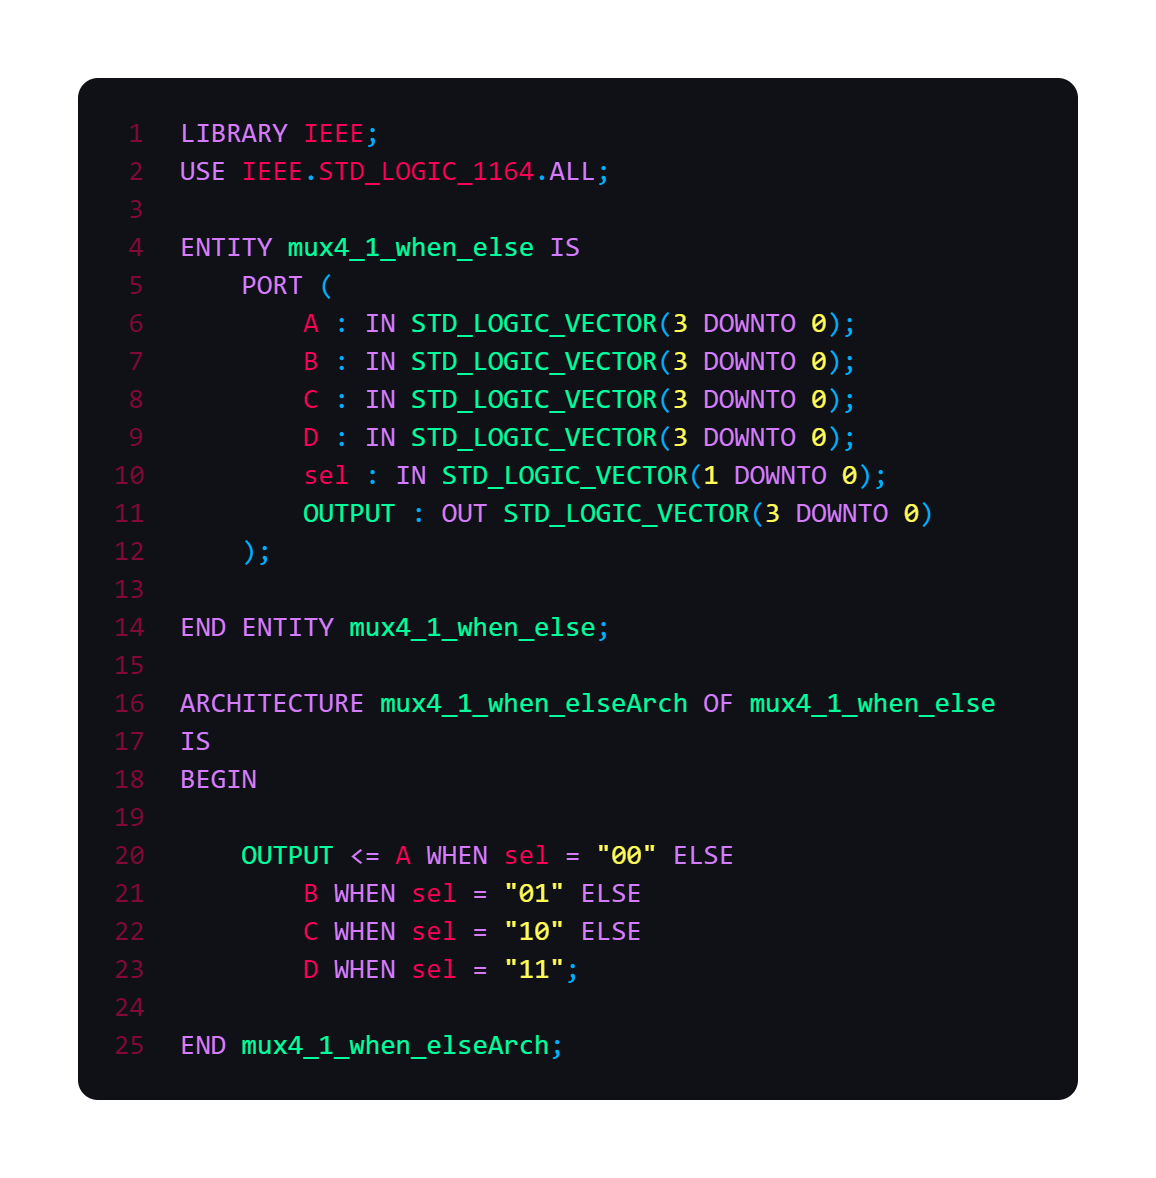 1 LIBRARY IEEE;
2 USE IEEE.STD_LOGIC_1164.ALL;
3
4 ENTITY mux4_1_when_else IS
5     PORT (
6         A : IN STD_LOGIC_VECTOR(3 DOWNTO 0);
7         B : IN STD_LOGIC_VECTOR(3 DOWNTO 0);
8         C : IN STD_LOGIC_VECTOR(3 DOWNTO 0);
9         D : IN STD_LOGIC_VECTOR(3 DOWNTO 0);
10         sel : IN STD_LOGIC_VECTOR(1 DOWNTO 0);
11         OUTPUT : OUT STD_LOGIC_VECTOR(3 DOWNTO 0)
12     );
13
14 END ENTITY mux4_1_when_else;
15
16 ARCHITECTURE mux4_1_when_elseArch OF mux4_1_when_else
17 IS
18 BEGIN
19
20     OUTPUT <= A WHEN sel = "00" ELSE
21         B WHEN sel = "01" ELSE
22         C WHEN sel = "10" ELSE
23         D WHEN sel = "11";
24
25 END mux4_1_when_elseArch;